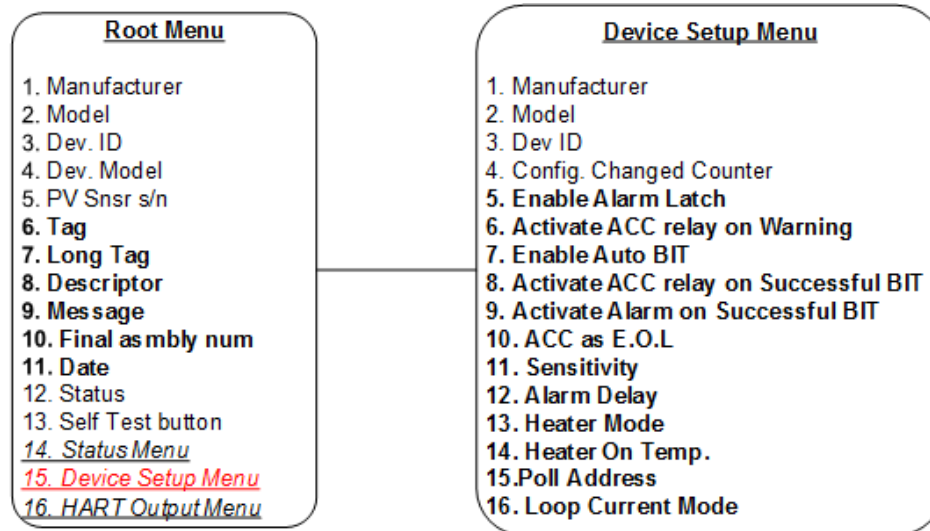 Root Menu
1. Manufacturer
2. Model
3. Dev. ID
4. Dev. Model
5. PV Snsr s/n
6. Tag
7. Long Tag
8. Descriptor
9. Message
10. Final asmbly num
11. Date
12. Status
13. Self Test button
14. Status Menu
15. Device Setup Menu
16. HART Output Menu
Device Setup Menu
1. Manufacturer
2. Model
3. Dev ID
4. Config. Changed Counter
5. Enable Alarm Latch
6. Activate ACC relay on Warning
7. Enable Auto BIT
8. Activate ACC relay on Successful BIT
9. Activate Alarm on Successful BIT
10. ACC as E.O.L
11. Sensitivity
12. Alarm Delay
13. Heater Mode
14. Heater On Temp.
15.Poll Address
16. Loop Current Mode